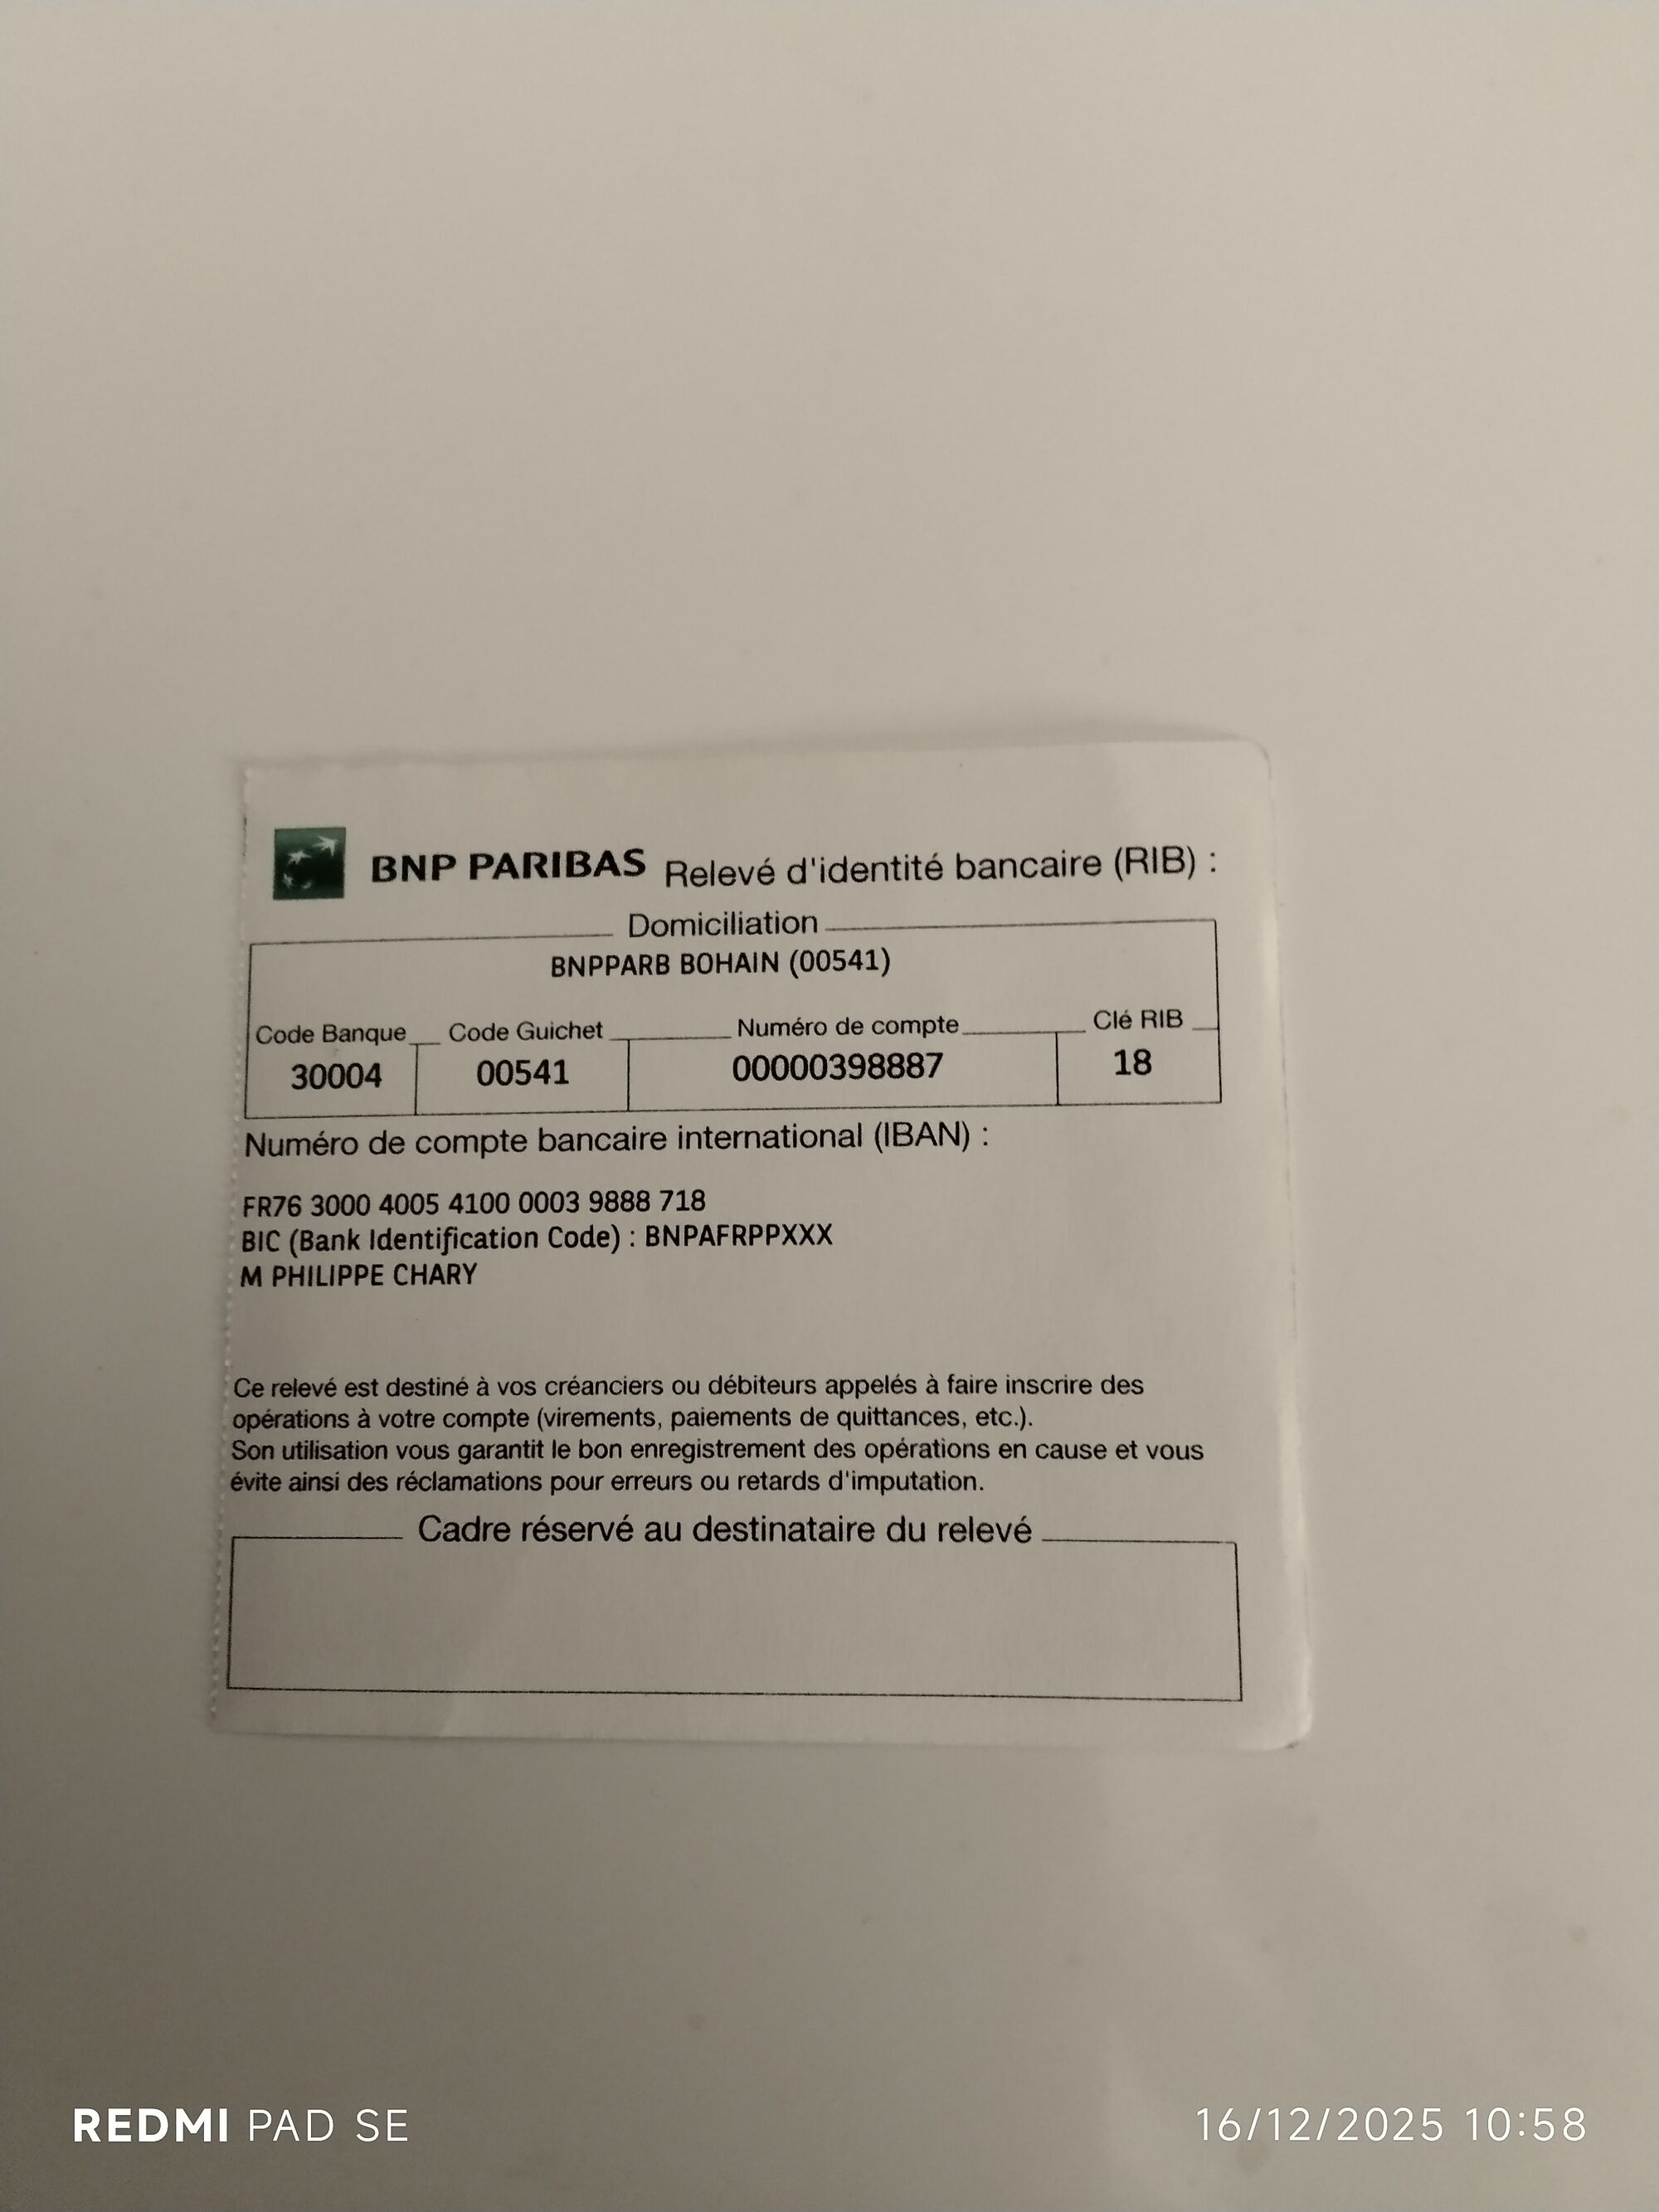 BNP PARIBAS Relevé d'identité bancaire (RIB) :
Domiciliation
BNPPARB BOHAIN (00541)
Code Banque Code Guichet Numéro de compte Clé RIB
30004 00541 00000398887 18
Numéro de compte bancaire international (IBAN) :
FR76 3000 4005 4100 0003 9888 718
BIC (Bank Identification Code) : BNPAFRPPXXX
M PHILIPPE CHARY
Ce relevé est destiné à vos créanciers ou débiteurs appelés à faire inscrire des
opérations à votre compte (virements, paiements de quittances, etc.).
Son utilisation vous garantit le bon enregistrement des opérations en cause et vous
évite ainsi des réclamations pour erreurs ou retards d'imputation.
Cadre réservé au destinataire du relevé
REDMI PAD SE
16/12/2025 10:58